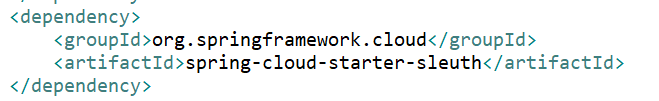 <dependency>
    <groupId>org.springframework.cloud</groupId>
    <artifactId>spring-cloud-starter-sleuth</artifactId>
</dependency>